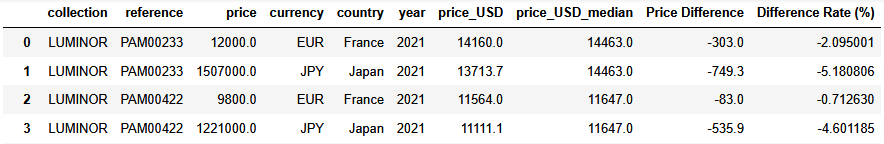 collection reference price currency country year price_USD price_USD_median Price Difference Difference Rate (%)
0 LUMINOR PAM00233 12000.0 EUR France 2021 14160.0 14463.0 -303.0 -2.095001
1 LUMINOR PAM00233 1507000.0 JPY Japan 2021 13713.7 14463.0 -749.3 -5.180806
2 LUMINOR PAM00422 9800.0 EUR France 2021 11564.0 11647.0 -83.0 -0.712630
3 LUMINOR PAM00422 1221000.0 JPY Japan 2021 11111.1 11647.0 -535.9 -4.601185